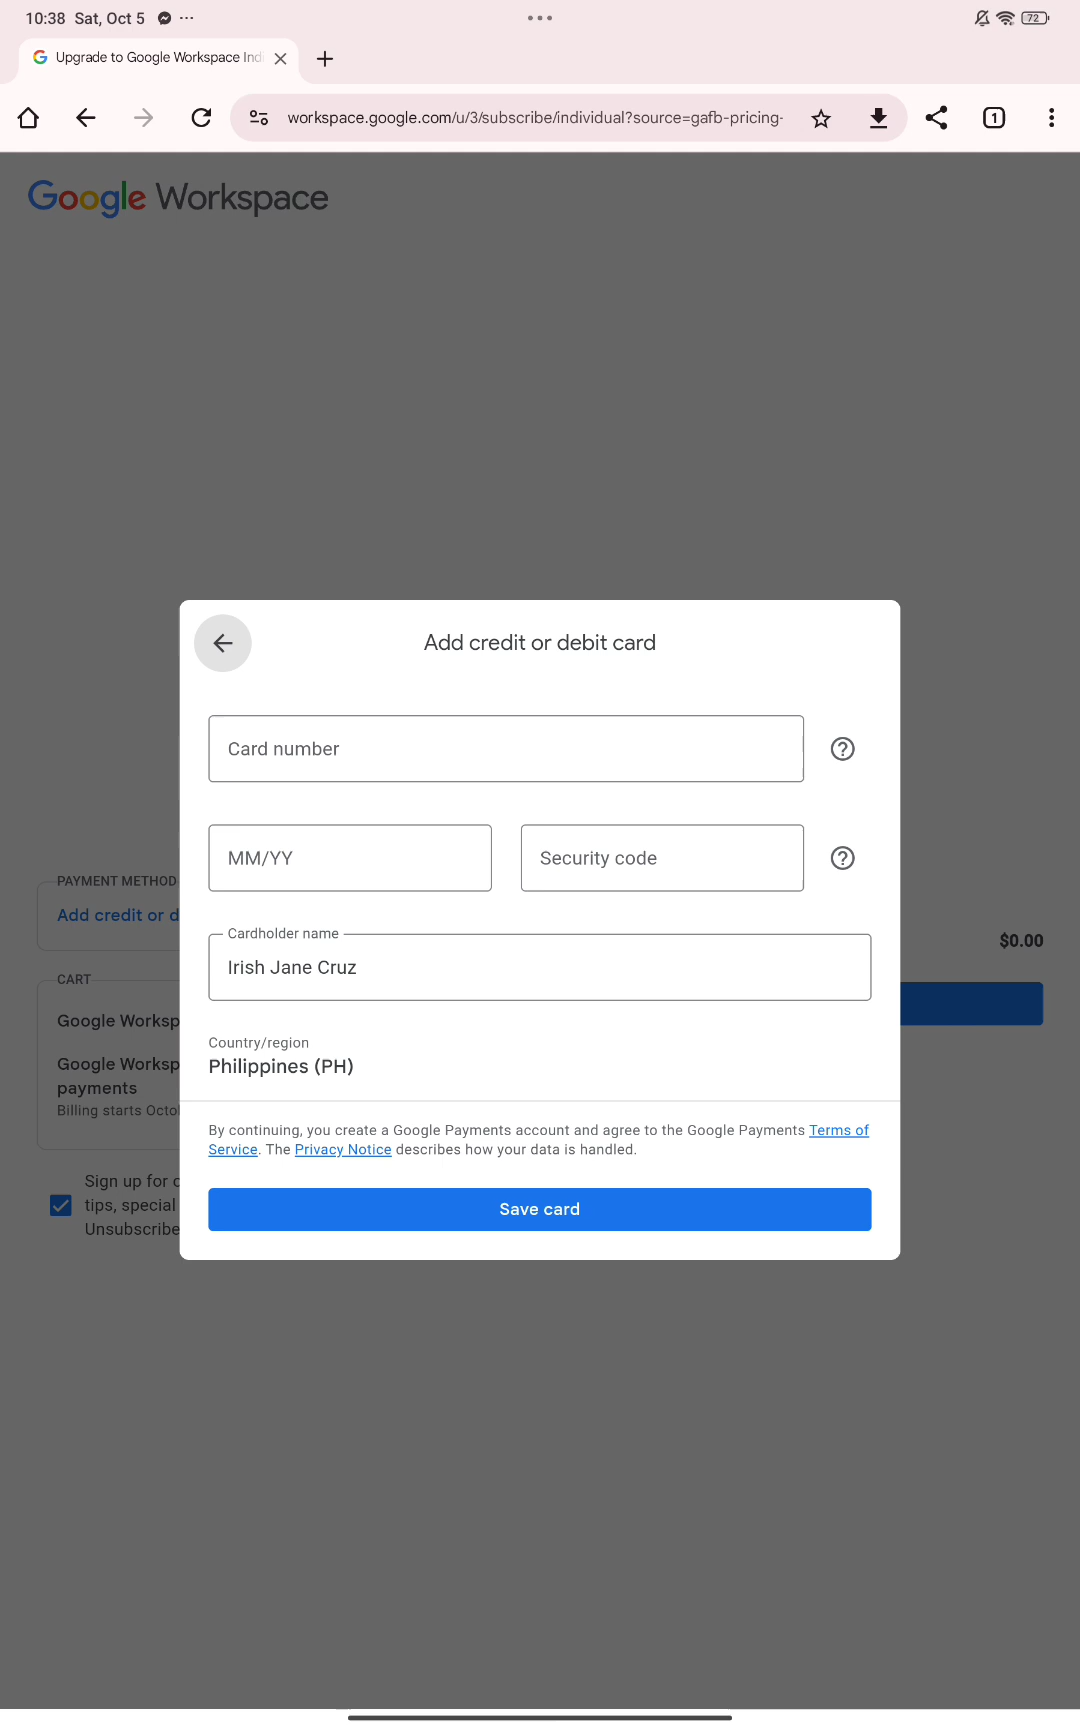 10:38 Sat, Oct 5
72
Upgrade to Google Workspace Indi
workspace.google.com/u/3/subscribe/individual?source=gafb-pricing-
1
Google Workspace
Add credit or debit card
Card number
MM/YY
Security code
PAYMENT METHOD
Add credit or d
Cardholder name
Irish Jane Cruz
$0.00
CART
Google Worksp
Country/region
Philippines (PH)
Google Worksp
payments
Billing starts Octo
By continuing, you create a Google Payments account and agree to the Google Payments Terms of
Service. The Privacy Notice describes how your data is handled.
Sign up for
tips, special
Unsubscribe
Save card